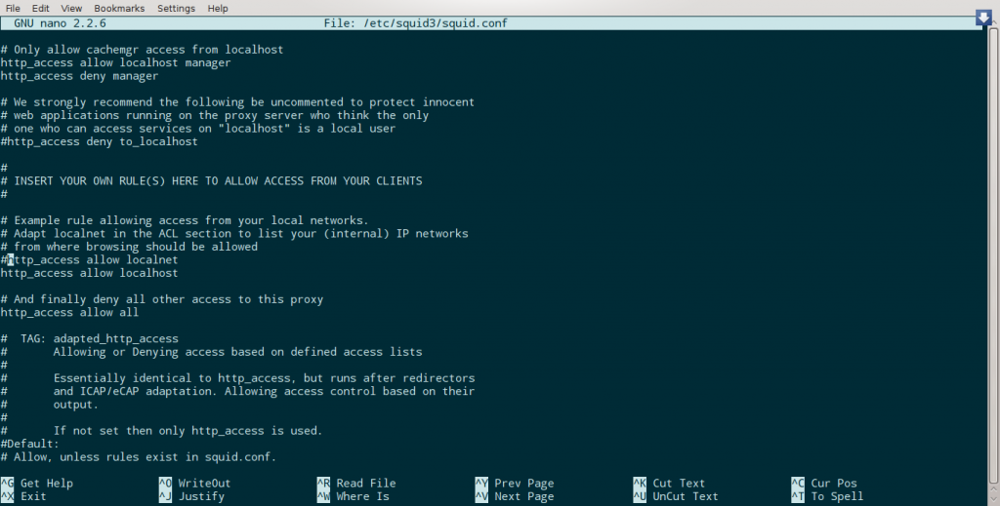 File Edit View Bookmarks Settings Help
GNU nano 2.2.6 File: /etc/squid3/squid.conf
# Only allow cachemgr access from localhost
http_access allow localhost manager
http_access deny manager
# We strongly recommend the following be uncommented to protect innocent
# web applications running on the proxy server who think the only
# one who can access services on "localhost" is a local user
#http_access deny to_localhost
#
# INSERT YOUR OWN RULE(S) HERE TO ALLOW ACCESS FROM YOUR CLIENTS
#
# Example rule allowing access from your local networks.
# Adapt localnet in the ACL section to list your (internal) IP networks
# from where browsing should be allowed
#http_access allow localnet
http_access allow localhost
# And finally deny all other access to this proxy
http_access allow all
#  TAG: adapted_http_access
#       Allowing or Denying access based on defined access lists
#
#       Essentially identical to http_access, but runs after redirectors
#       and ICAP/eCAP adaptation. Allowing access control based on their
#       output.
#
#       If not set then only http_access is used.
#Default:
# Allow, unless rules exist in squid.conf.
^G Get Help ^O WriteOut ^R Read File ^Y Prev Page ^K Cut Text ^C Cur Pos
^X Exit ^J Justify ^W Where Is ^V Next Page ^U UnCut Text ^T To Spell